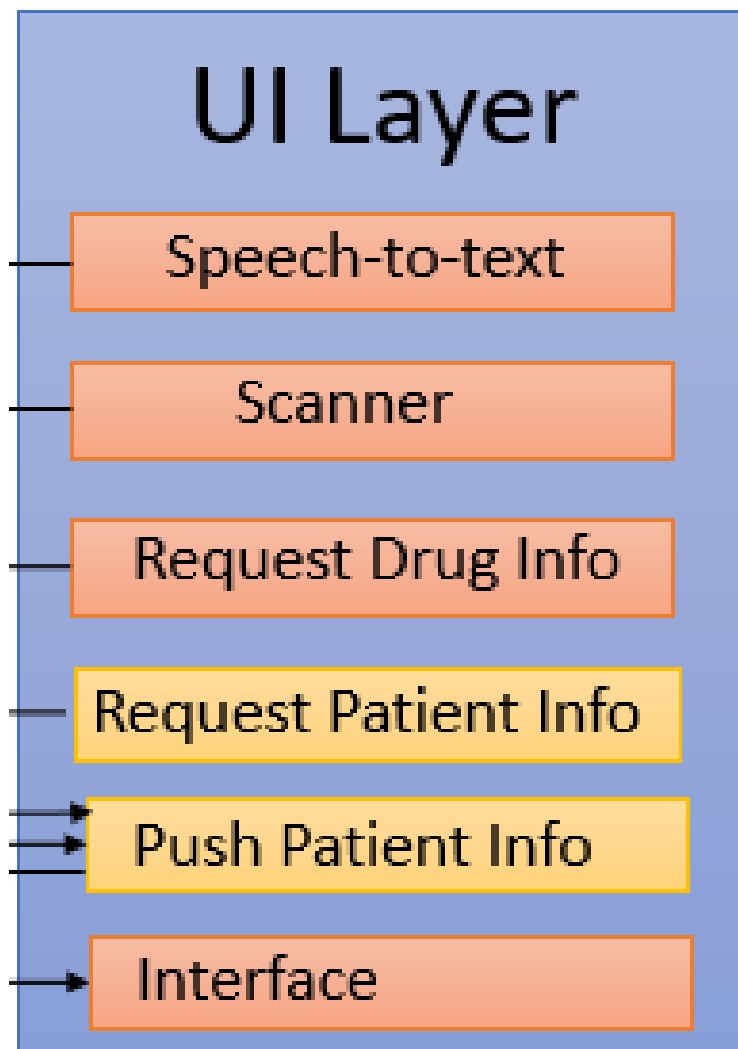 UI Layer
Speech-to-text
Scanner
Request Drug Info
Request Patient Info
Push Patient Info
Interface